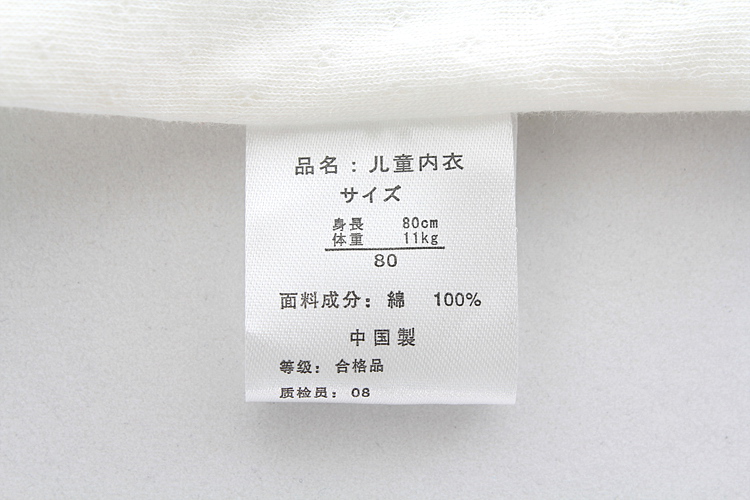 品名：儿童内衣
サイズ
身長 80cm
体重 11kg
80
面料成分：綿 100%
中国製
等级：合格品
质检员：08